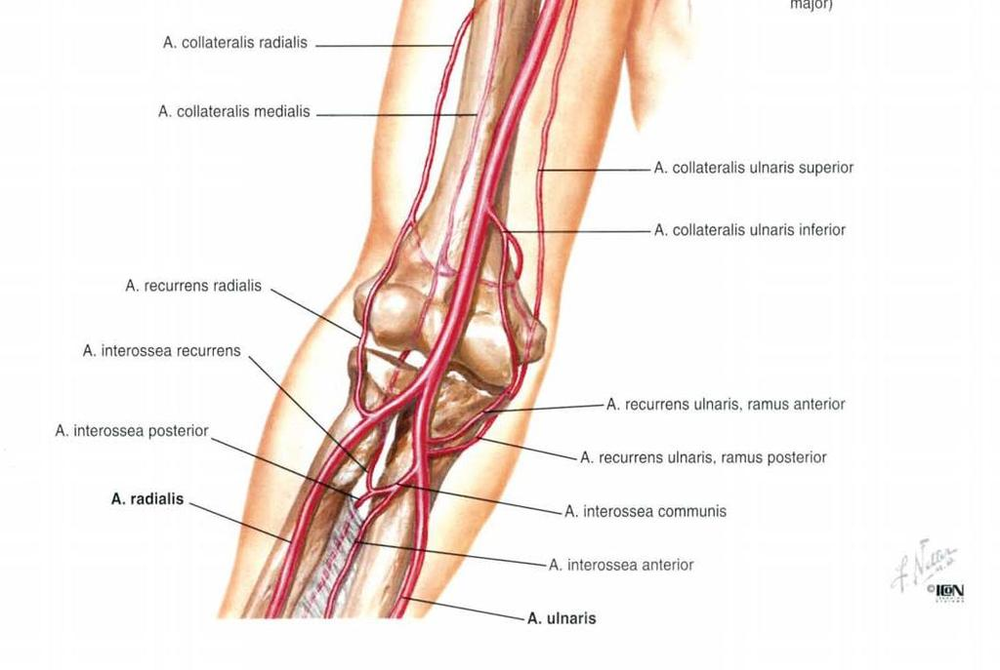 major)
A. collateralis radialis
A. collateralis medialis
A. collateralis ulnaris superior
A. collateralis ulnaris inferior
A. recurrens radialis
A. interossea recurrens
A. recurrens ulnaris, ramus anterior
A. interossea posterior
A. recurrens ulnaris, ramus posterior
A. radialis
A. interossea communis
A. interossea anterior
A. ulnaris
F. Netter
©ICON